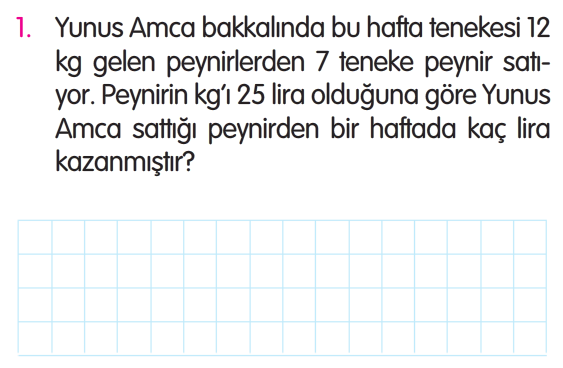 1. Yunus Amca bakkalında bu hafta tenekesi 12
kg gelen peynirlerden 7 teneke peynir satı-
yor. Peynirin kg'ı 25 lira olduğuna göre Yunus
Amca sattığı peynirden bir haftada kaç lira
kazanmıştır?